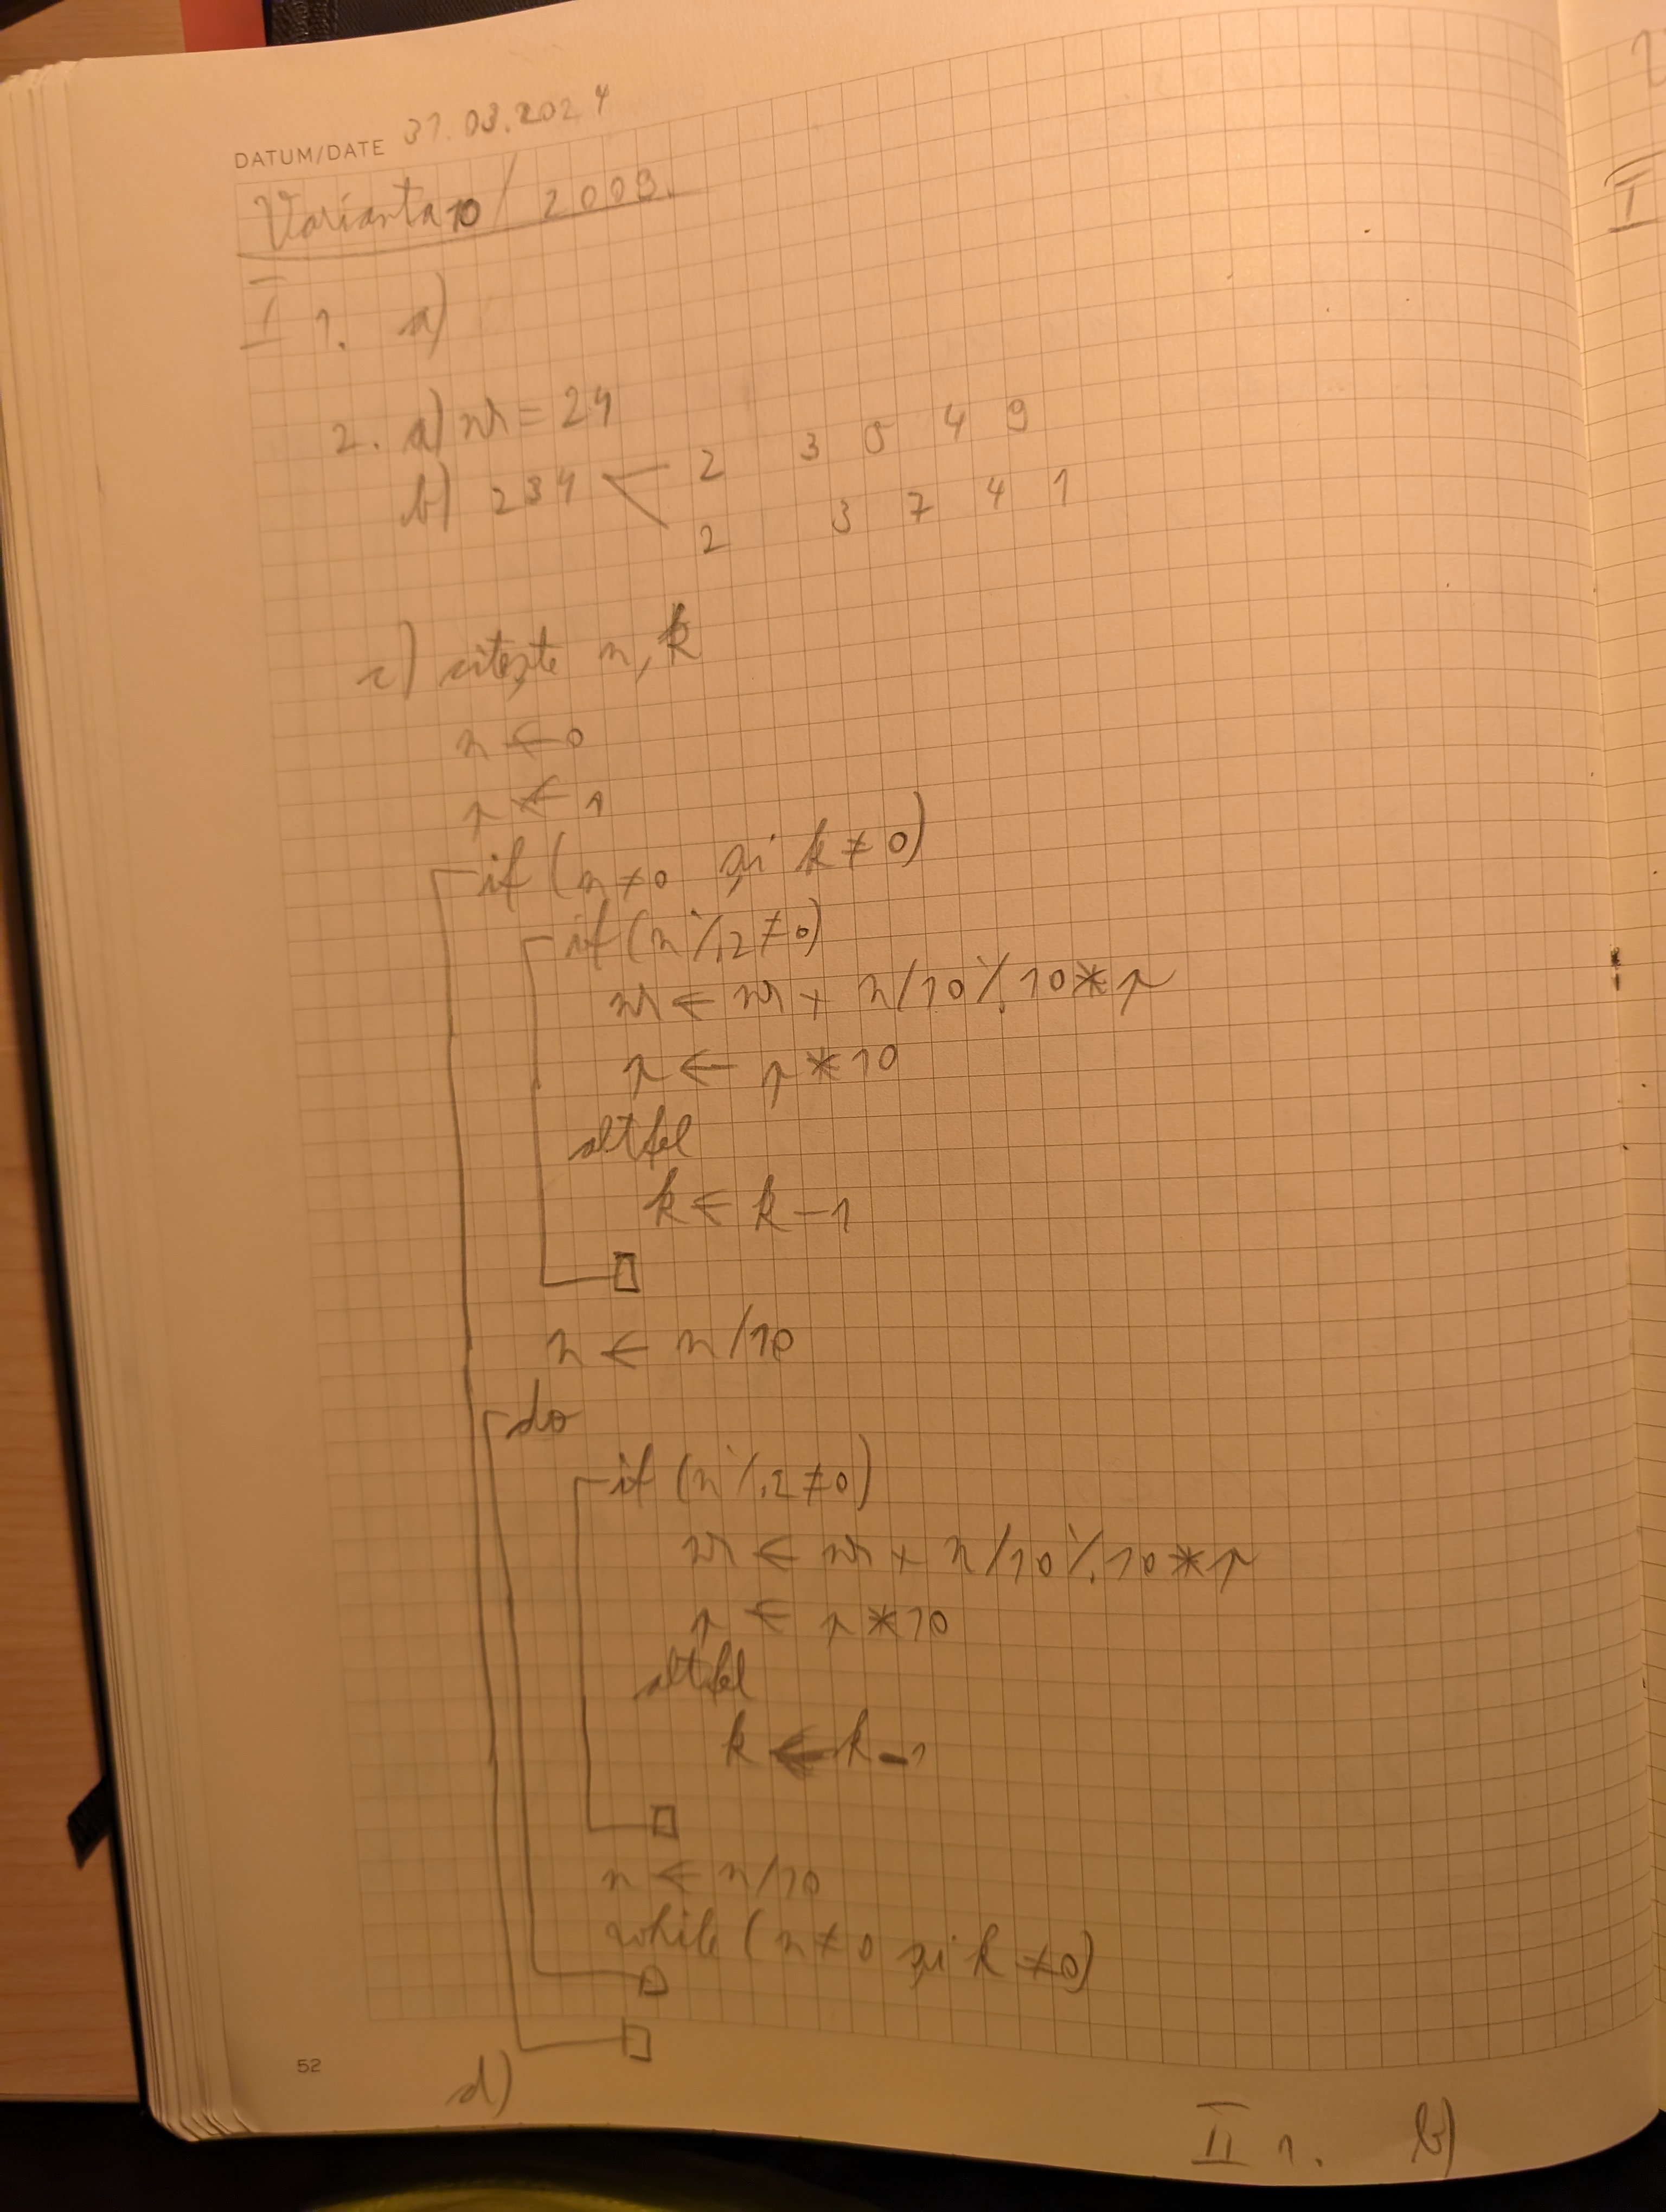 DATUM/DATE 31.03.2024
Varianta 10 / 2009.
I 1. a)
2. a) nr = 24
b) 234 < 2 3 5 4 9
2 3 7 4 1
c) citește n, k
n ← 0
p ← 1
if (n ≠ 0 și k ≠ 0)
if (n % 2 ≠ 0)
nr ← nr + n/10 % 10 * p
p ← p * 10
altfel
k ← k - 1
n ← n/10
do
if (n % 2 ≠ 0)
nr ← nr + n/10 % 10 * p
p ← p * 10
altfel
k ← k - 1
n ← n/10
while (n ≠ 0 și k ≠ 0)
52
d)
II 1. b)
I